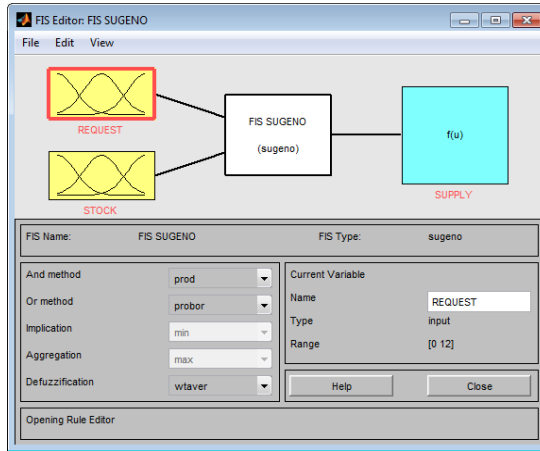 FIS Editor: FIS SUGENO
File Edit View
REQUEST
FIS SUGENO
(sugeno)
f(u)
STOCK
SUPPLY
FIS Name: FIS SUGENO FIS Type: sugeno
And method prod
Or method probor
Implication min
Aggregation max
Defuzzification wtaver
Current Variable
Name REQUEST
Type input
Range [0 12]
Help Close
Opening Rule Editor